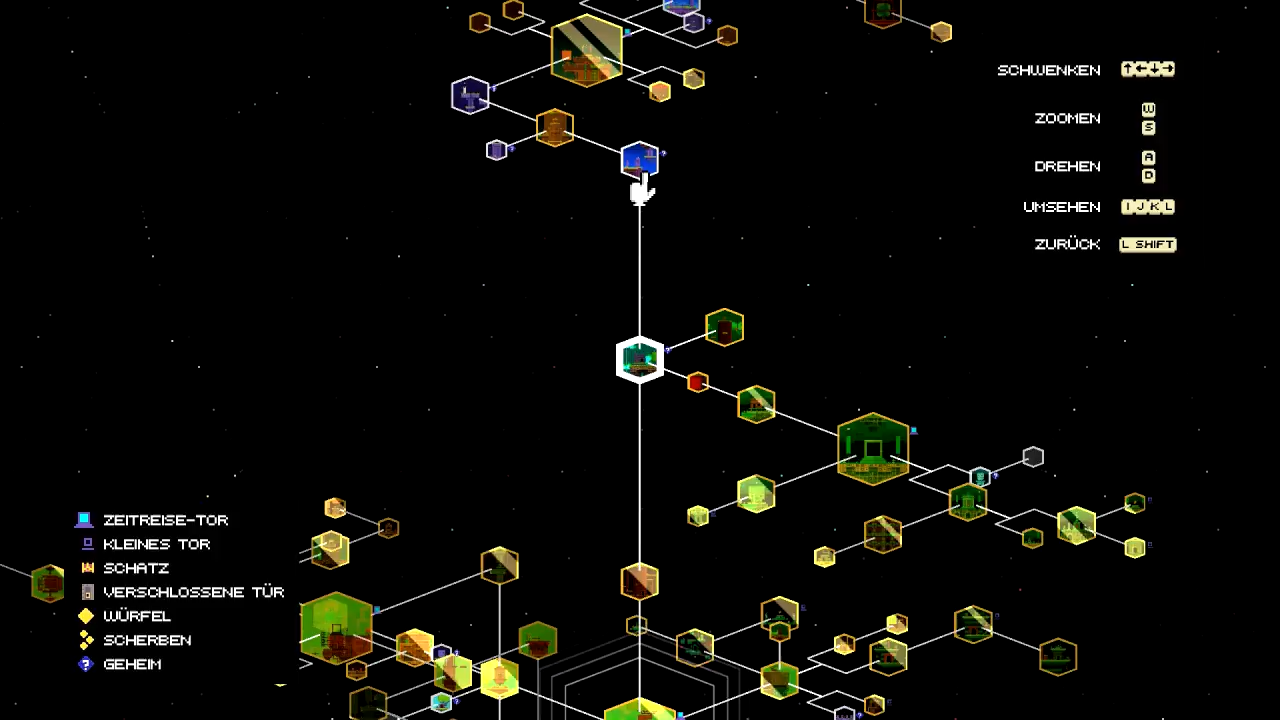 SCHWENKEN ↑←↓→
ZOOMEN W S
DREHEN A D
UMSEHEN I J K L
ZURÜCK L SHIFT
ZEITREISE-TOR
KLEINES TOR
SCHATZ
VERSCHLOSSENE TÜR
WÜRFEL
SCHERBEN
? GEHEIM